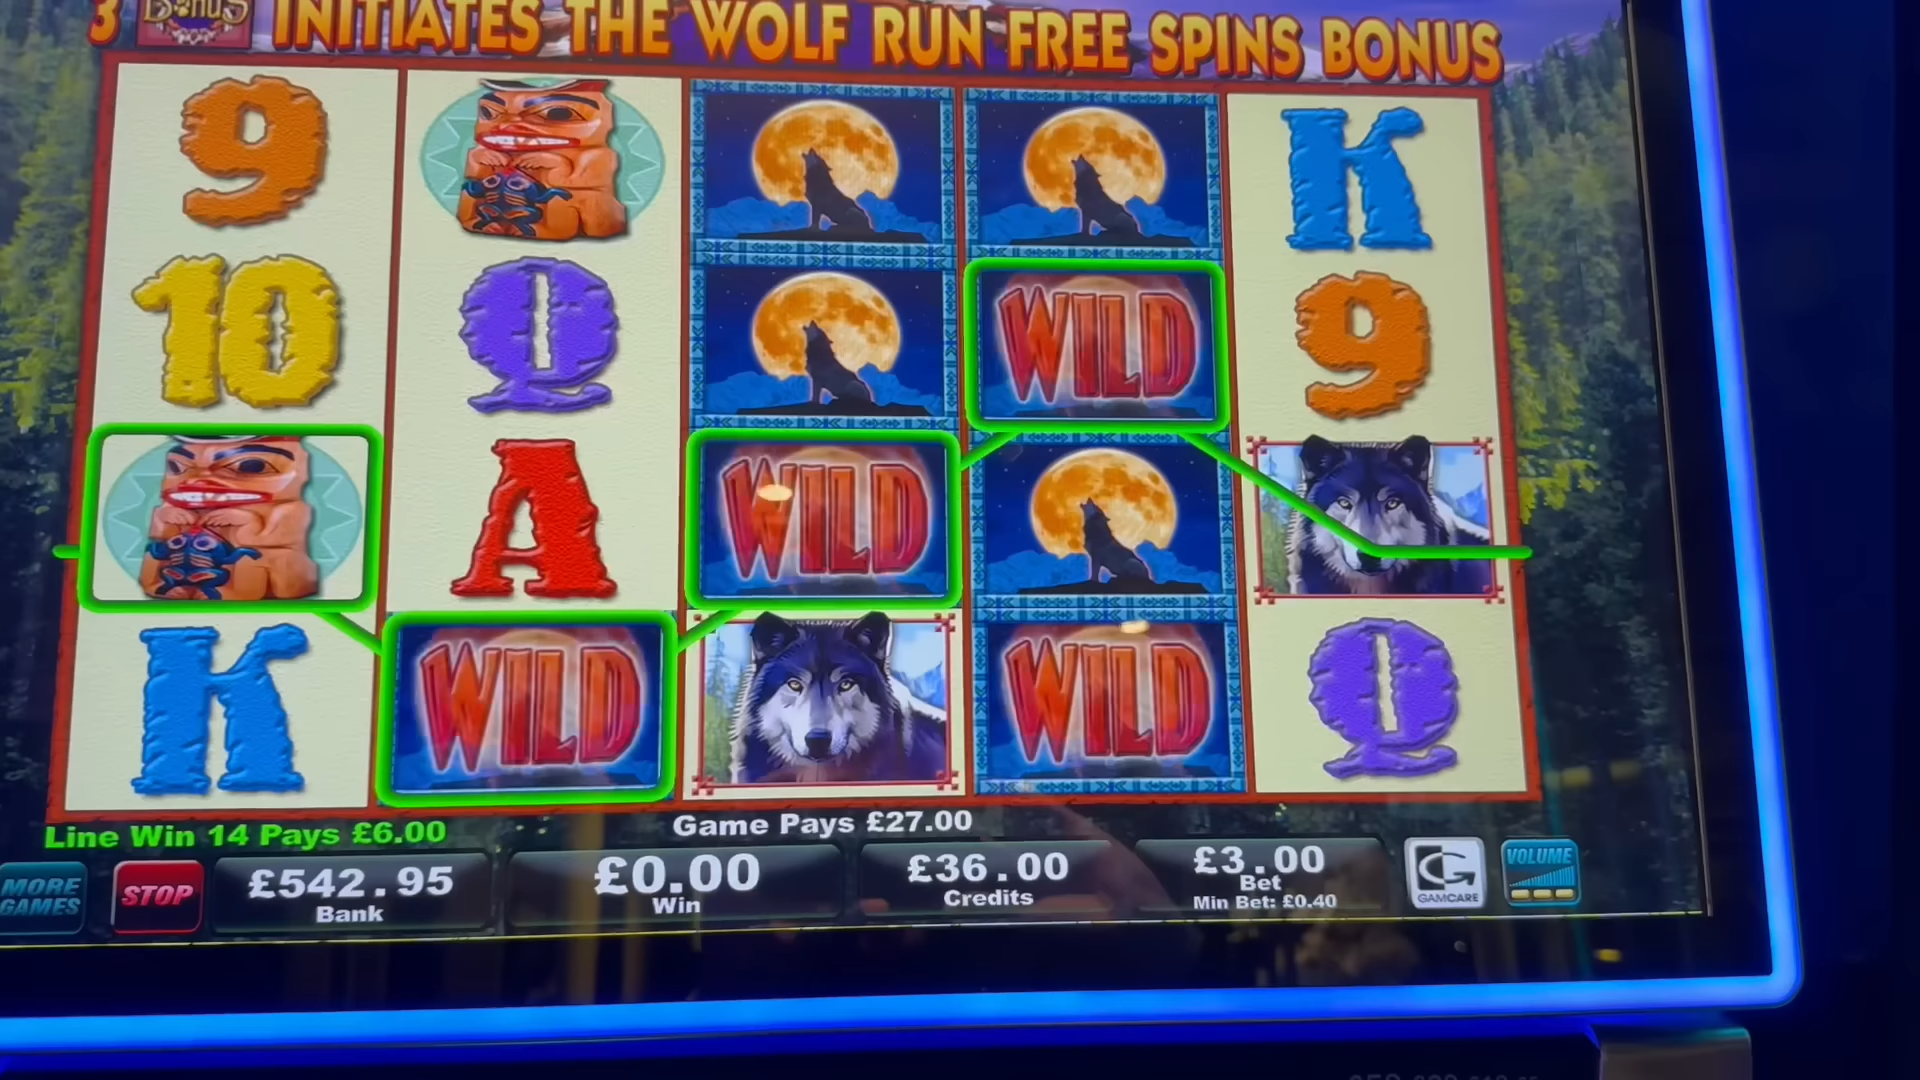 3 Bonus INITIATES THE WOLF RUN FREE SPINS BONUS
9
K
10
Q
WILD
9
A
WILD
K
WILD
WILD
Q
Line Win 14 Pays £6.00
Game Pays £27.00
MORE GAMES
STOP
£542.95
Bank
£0.00
Win
£36.00
Credits
£3.00
Bet
Min Bet: £0.40
GAMCARE
VOLUME